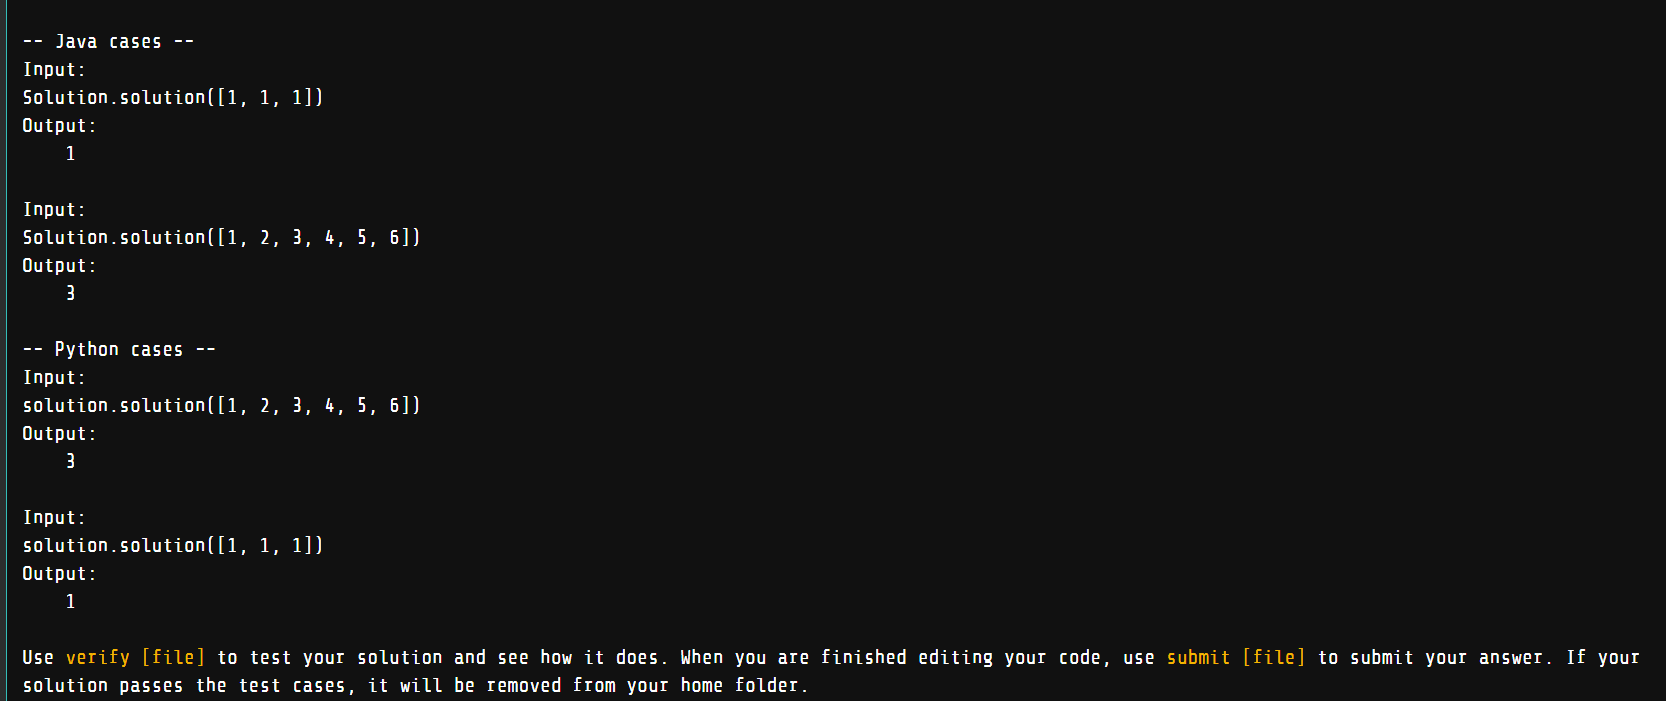 -- Java cases --
Input:
Solution.solution([1, 1, 1])
Output:
    1
Input:
Solution.solution([1, 2, 3, 4, 5, 6])
Output:
    3
-- Python cases --
Input:
solution.solution([1, 2, 3, 4, 5, 6])
Output:
    3
Input:
solution.solution([1, 1, 1])
Output:
    1
Use verify [file] to test your solution and see how it does. When you are finished editing your code, use submit [file] to submit your answer. If your
solution passes the test cases, it will be removed from your home folder.